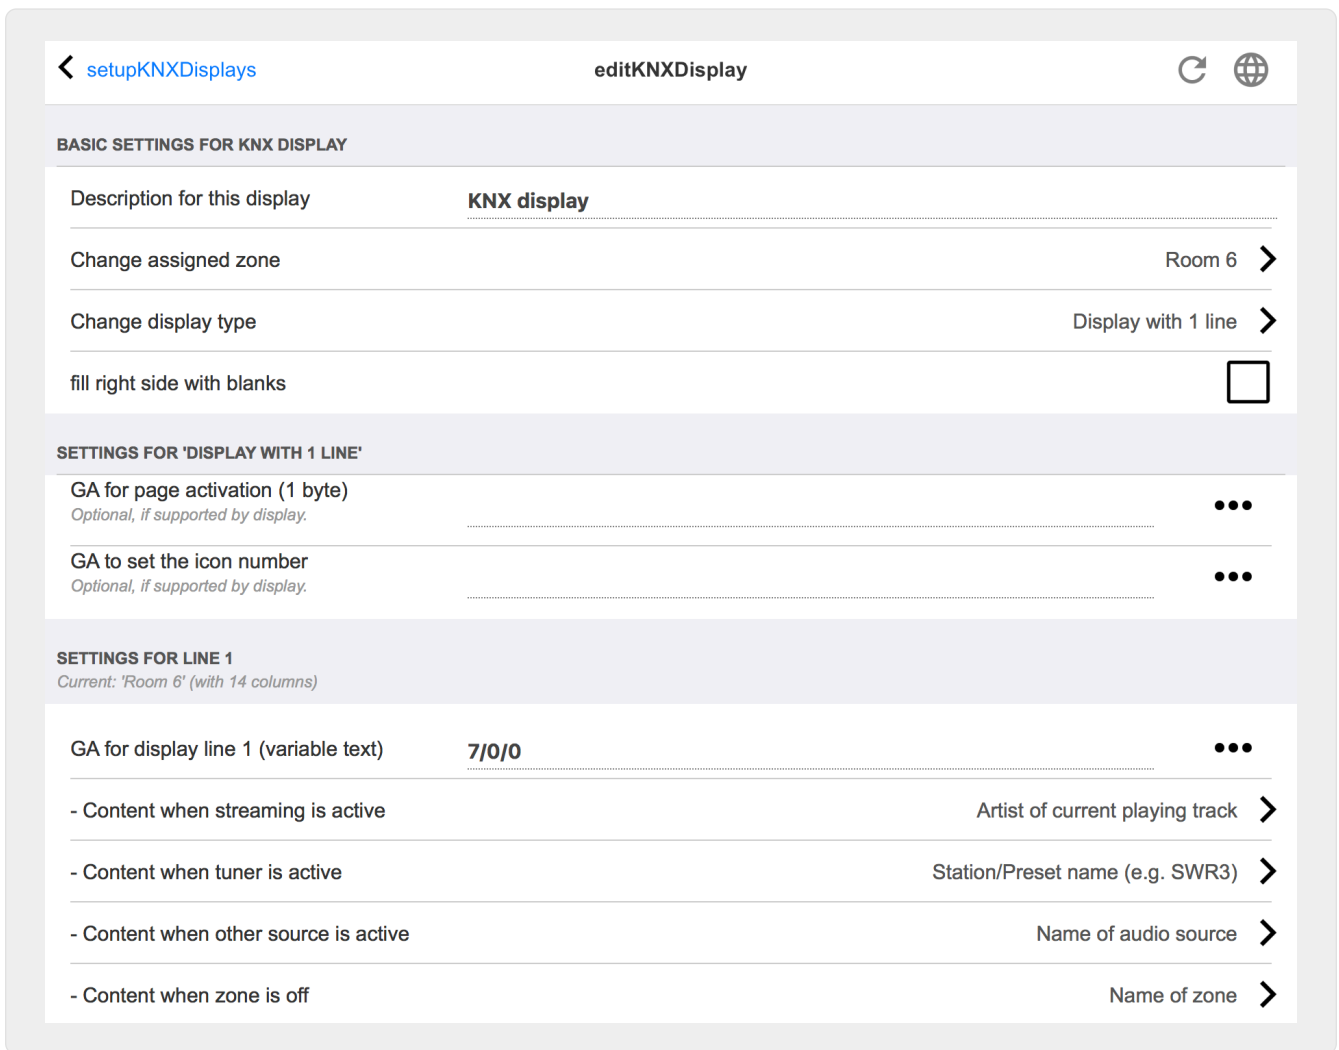 setupKNXDisplays editKNXDisplay
BASIC SETTINGS FOR KNX DISPLAY
Description for this display KNX display
Change assigned zone Room 6
Change display type Display with 1 line
fill right side with blanks
SETTINGS FOR 'DISPLAY WITH 1 LINE'
GA for page activation (1 byte)
Optional, if supported by display.
GA to set the icon number
Optional, if supported by display.
SETTINGS FOR LINE 1
Current: 'Room 6' (with 14 columns)
GA for display line 1 (variable text) 7/0/0
- Content when streaming is active Artist of current playing track
- Content when tuner is active Station/Preset name (e.g. SWR3)
- Content when other source is active Name of audio source
- Content when zone is off Name of zone